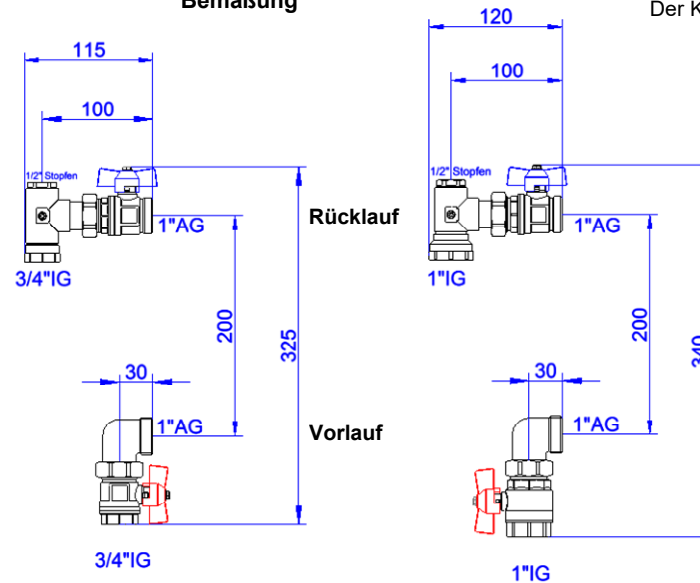 Bemaßung
Der K
115
100
1/2" Stopfen
1"AG
3/4"IG
Rücklauf
200
325
30
1"AG
Vorlauf
3/4"IG
120
100
1/2" Stopfen
1"AG
1"IG
200
340
30
1"AG
1"IG